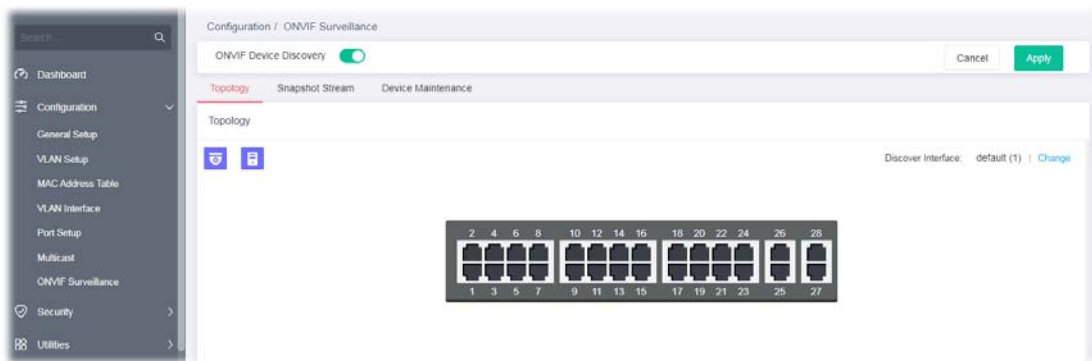 Configuration / ONVIF Surveillance
Search...
ONVIF Device Discovery
Cancel
Apply
Dashboard
Topology Snapshot Stream Device Maintenance
Configuration
Topology
General Setup
VLAN Setup
Discover Interface: default (1) | Change
MAC Address Table
VLAN Interface
Port Setup
Multicast
ONVIF Surveillance
Security
Utilities
2 4 6 8 10 12 14 16 18 20 22 24 26 28
1 3 5 7 9 11 13 15 17 19 21 23 25 27